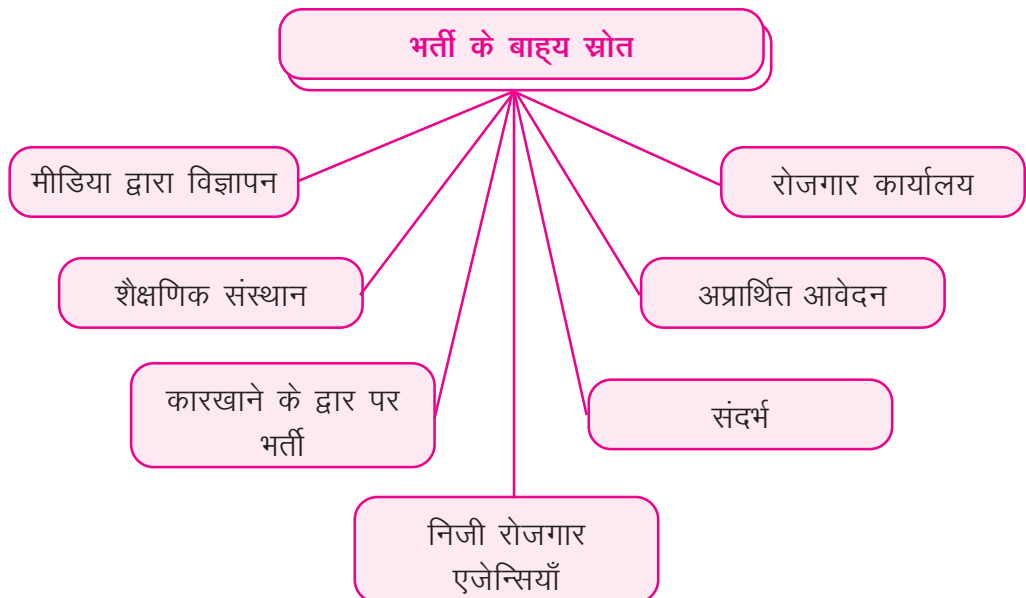 भर्ती के बाह्य स्रोत
मीडिया द्वारा विज्ञापन
रोजगार कार्यालय
शैक्षणिक संस्थान
अप्रार्थित आवेदन
कारखाने के द्वार पर
भर्ती
संदर्भ
निजी रोजगार
एजेन्सियाँ